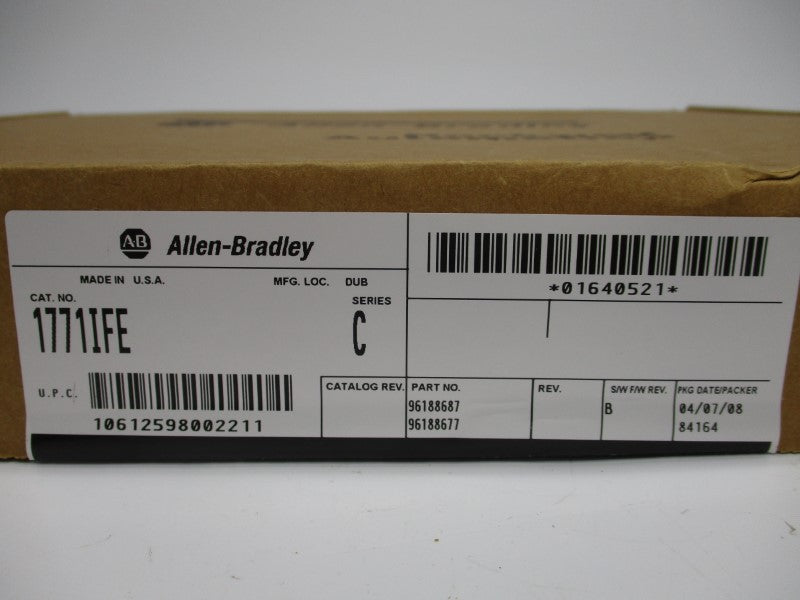 AB Allen-Bradley
MADE IN U.S.A. MFG. LOC. DUB
CAT. NO. SERIES
1771IFE C
U.P.C.
10612598002211
*01640521*
CATALOG REV. PART NO. REV. S/W F/W REV. PKG DATE/PACKER
96188687 B 04/07/08
96188677 84164